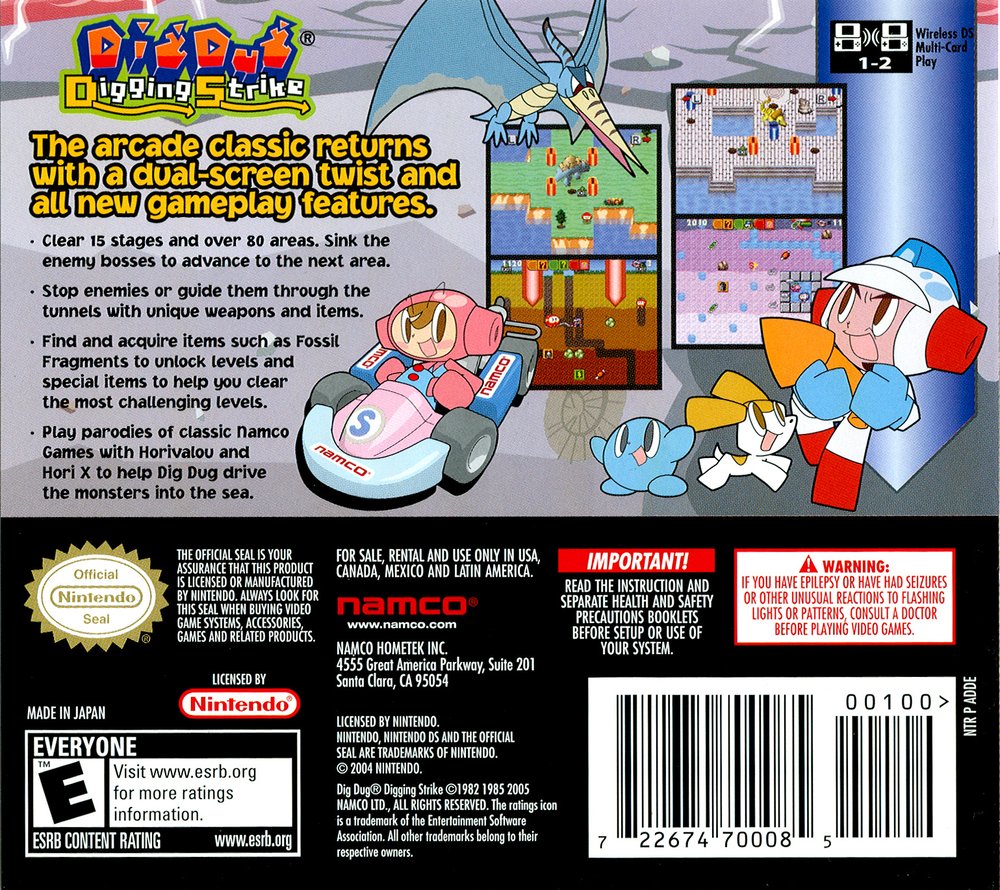 Dig Dug®
Digging Strike
Wireless DS
Multi-Card
Play
1-2
The arcade classic returns
with a dual-screen twist and
all new gameplay features.
· Clear 15 stages and over 80 areas. Sink the
enemy bosses to advance to the next area.
· Stop enemies or guide them through the
tunnels with unique weapons and items.
· Find and acquire items such as Fossil
Fragments to unlock levels and
special items to help you clear
the most challenging levels.
· Play parodies of classic Namco
Games with Horivalou and
Hori X to help Dig Dug drive
the monsters into the sea.
L R
1120
L R
2010
11
namco
namco
S
namco
Official
Nintendo
Seal
®
THE OFFICIAL SEAL IS YOUR
ASSURANCE THAT THIS PRODUCT
IS LICENSED OR MANUFACTURED
BY NINTENDO. ALWAYS LOOK FOR
THIS SEAL WHEN BUYING VIDEO
GAME SYSTEMS, ACCESSORIES,
GAMES AND RELATED PRODUCTS.
LICENSED BY
Nintendo®
MADE IN JAPAN
EVERYONE
TM
E
Visit www.esrb.org
for more ratings
information.
ESRB CONTENT RATING www.esrb.org
FOR SALE, RENTAL AND USE ONLY IN USA,
CANADA, MEXICO AND LATIN AMERICA.
namco®
www.namco.com
NAMCO HOMETEK INC.
4555 Great America Parkway, Suite 201
Santa Clara, CA 95054
LICENSED BY NINTENDO.
NINTENDO, NINTENDO DS AND THE OFFICIAL
SEAL ARE TRADEMARKS OF NINTENDO.
© 2004 NINTENDO.
Dig Dug® Digging Strike ©1982 1985 2005
NAMCO LTD., ALL RIGHTS RESERVED. The ratings icon
is a trademark of the Entertainment Software
Association. All other trademarks belong to their
respective owners.
IMPORTANT!
READ THE INSTRUCTION AND
SEPARATE HEALTH AND SAFETY
PRECAUTIONS BOOKLETS
BEFORE SETUP OR USE OF
YOUR SYSTEM.
WARNING:
IF YOU HAVE EPILEPSY OR HAVE HAD SEIZURES
OR OTHER UNUSUAL REACTIONS TO FLASHING
LIGHTS OR PATTERNS, CONSULT A DOCTOR
BEFORE PLAYING VIDEO GAMES.
00100>
7 22674 70008 5
NTR P ADDE